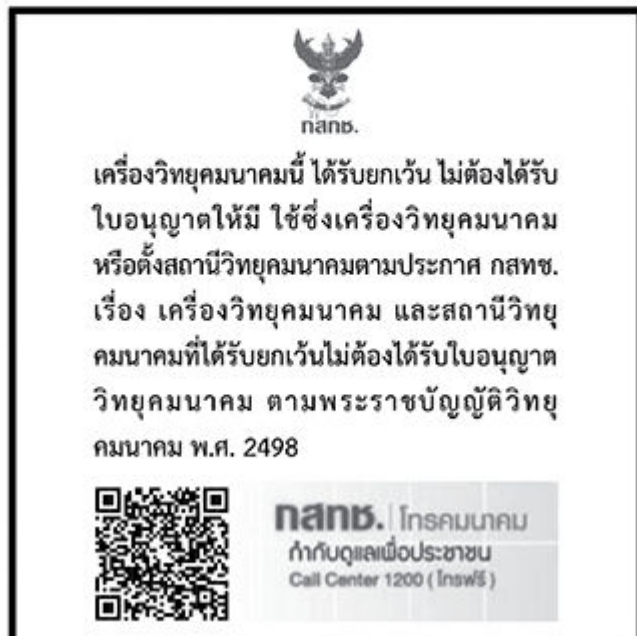 กสทช.
เครื่องวิทยุคมนาคมนี้ ได้รับยกเว้น ไม่ต้องได้รับ
ใบอนุญาตให้มี ใช้ซึ่งเครื่องวิทยุคมนาคม
หรือตั้งสถานีวิทยุคมนาคมตามประกาศ กสทช.
เรื่อง เครื่องวิทยุคมนาคม และสถานีวิทยุ
คมนาคมที่ได้รับยกเว้นไม่ต้องได้รับใบอนุญาต
วิทยุคมนาคม ตามพระราชบัญญัติวิทยุ
คมนาคม พ.ศ. 2498
กสทช. | โทรคมนาคม
กำกับดูแลเพื่อประชาชน
Call Center 1200 ( โทรฟรี )